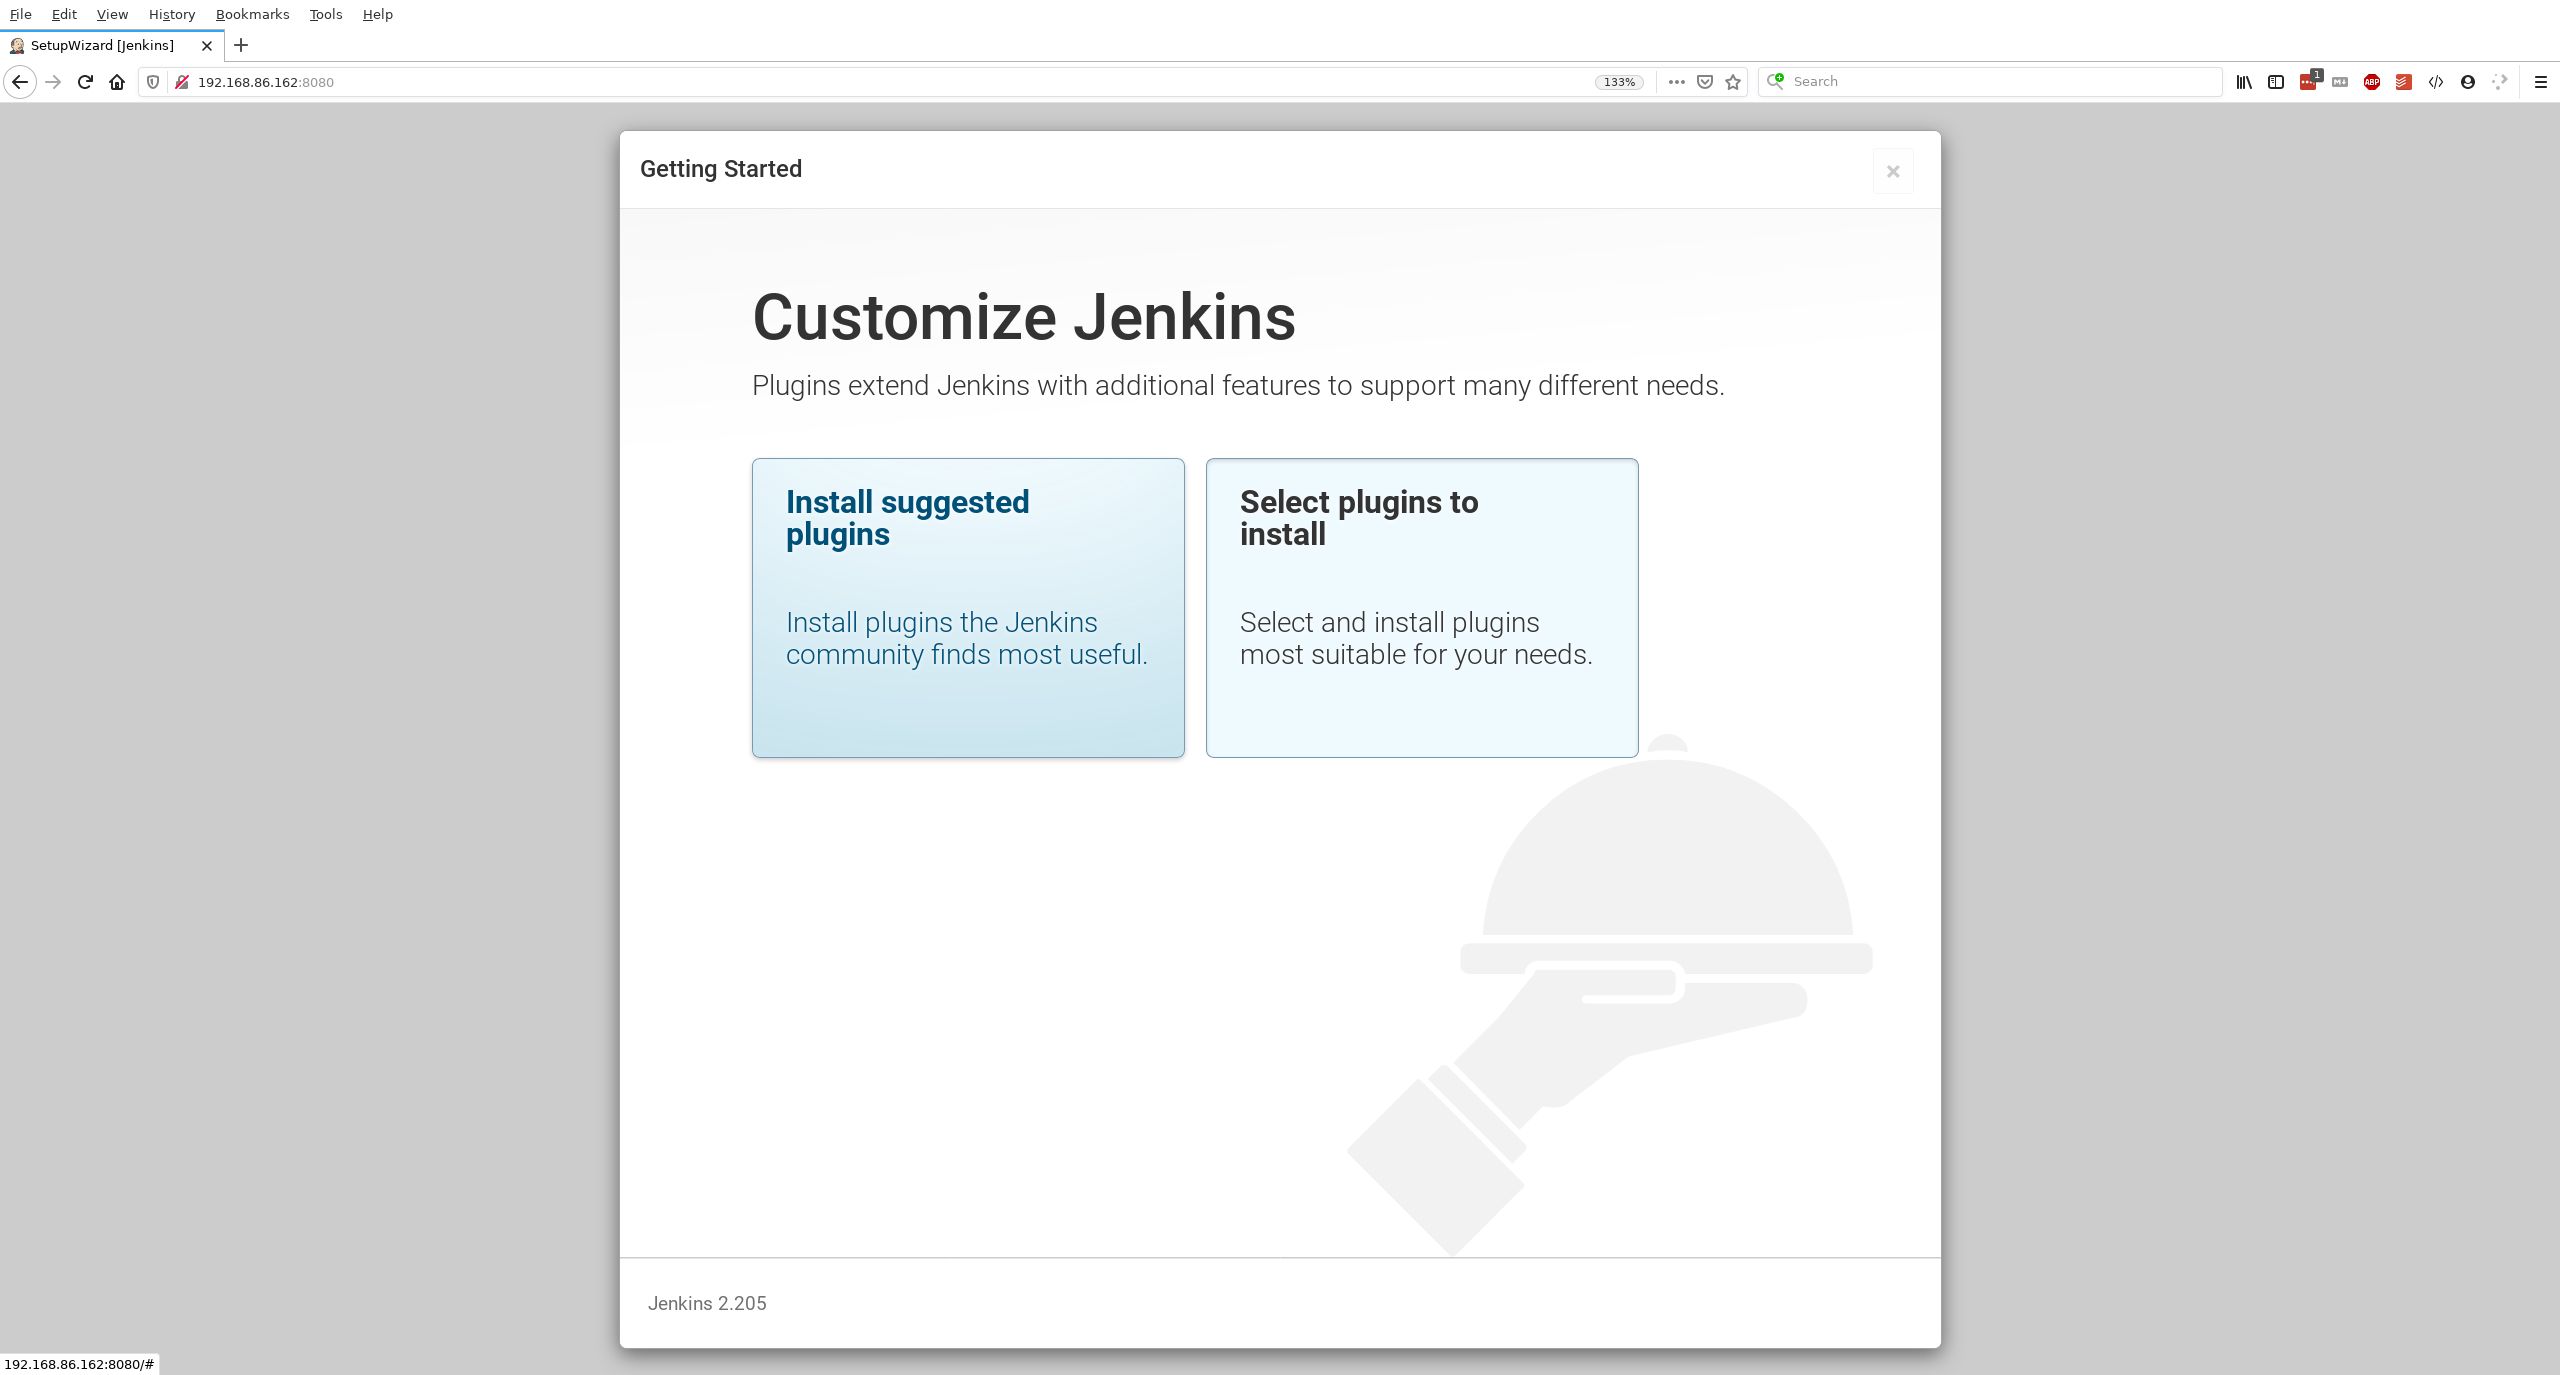 File Edit View History Bookmarks Tools Help
SetupWizard [Jenkins]
192.168.86.162:8080
133%
Search
1
ABP
Getting Started
Customize Jenkins
Plugins extend Jenkins with additional features to support many different needs.
Install suggested
plugins
Install plugins the Jenkins
community finds most useful.
Select plugins to
install
Select and install plugins
most suitable for your needs.
Jenkins 2.205
192.168.86.162:8080/#